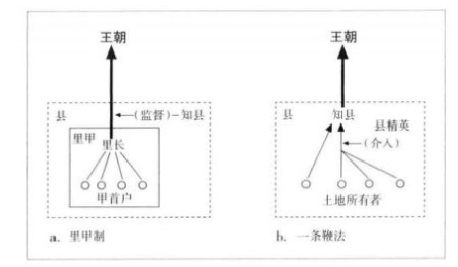 王朝
县
(监督)-知县
里甲
里长
甲首户
a. 里甲制
王朝
县
知县
县精英
(介入)
土地所有者
b. 一条鞭法